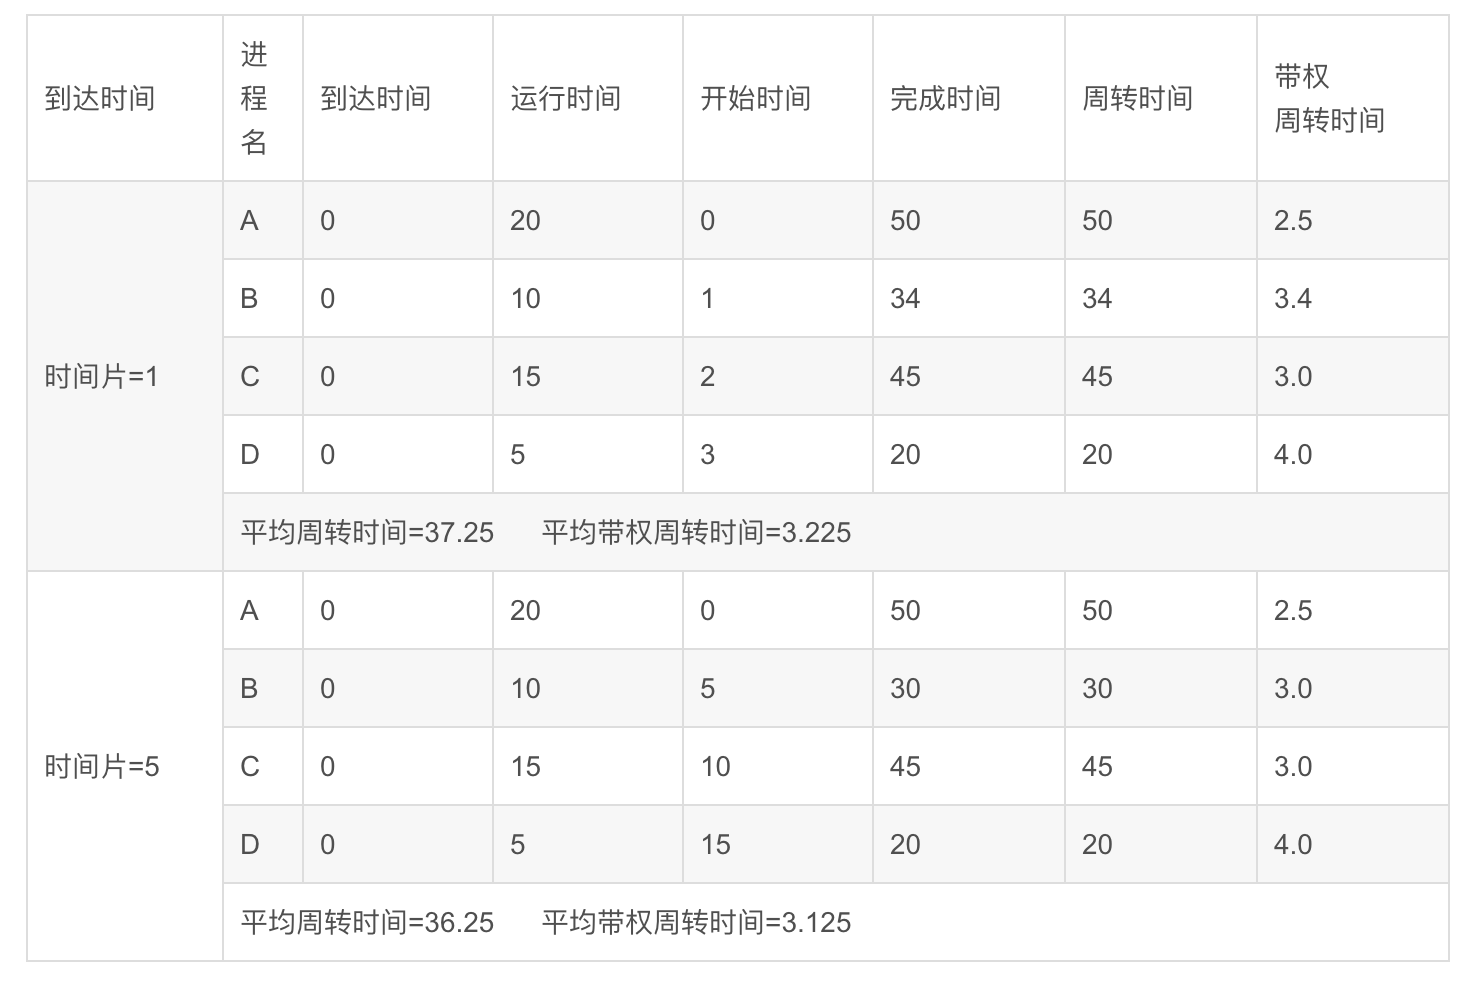 到达时间 进程名 到达时间 运行时间 开始时间 完成时间 周转时间 带权周转时间
时间片=1
A 0 20 0 50 50 2.5
B 0 10 1 34 34 3.4
C 0 15 2 45 45 3.0
D 0 5 3 20 20 4.0
平均周转时间=37.25 平均带权周转时间=3.225
时间片=5
A 0 20 0 50 50 2.5
B 0 10 5 30 30 3.0
C 0 15 10 45 45 3.0
D 0 5 15 20 20 4.0
平均周转时间=36.25 平均带权周转时间=3.125